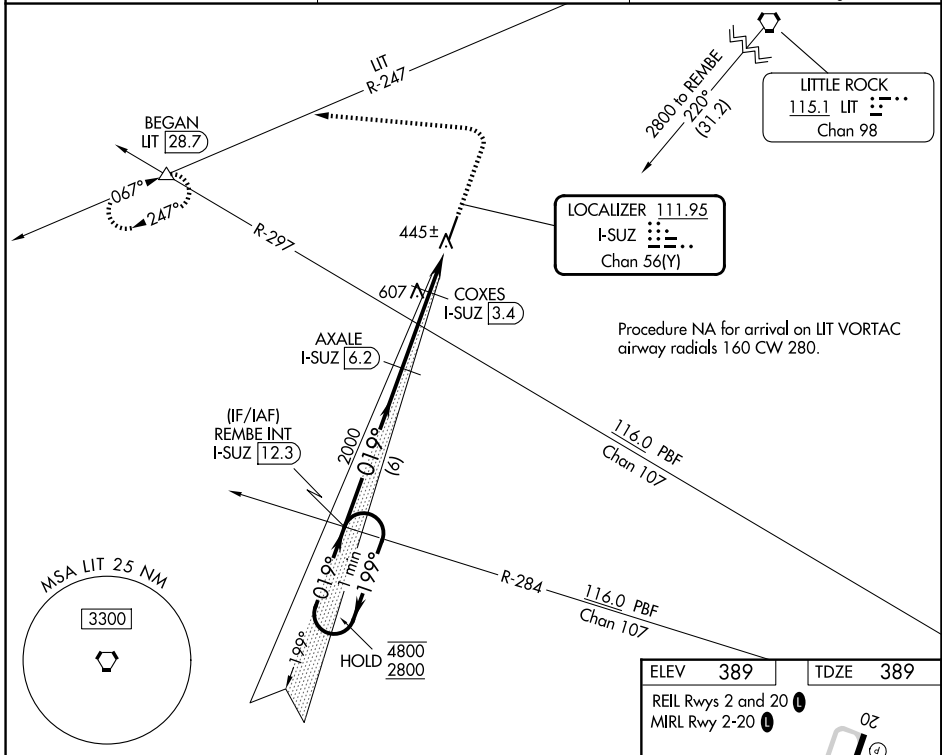 LIT
R-247
2800 to REMBE
220°
(31.2)
LITTLE ROCK
115.1 LIT
Chan 98
BEGAN
LIT 28.7
067°
247°
R-297
LOCALIZER 111.95
I-SUZ
Chan 56(Y)
445±
607
COXES
I-SUZ 3.4
AXALE
I-SUZ 6.2
Procedure NA for arrival on LIT VORTAC
airway radials 160 CW 280.
(IF/IAF)
REMBE INT
I-SUZ 12.3
2000
019°
(6)
116.0 PBF
Chan 107
019°
1 min
199°
199°
R-284
116.0 PBF
Chan 107
HOLD 4800
2800
MSA LIT 25 NM
3300
ELEV 389
TDZE 389
REIL Rwys 2 and 20 L
MIRL Rwy 2-20 L
20
P